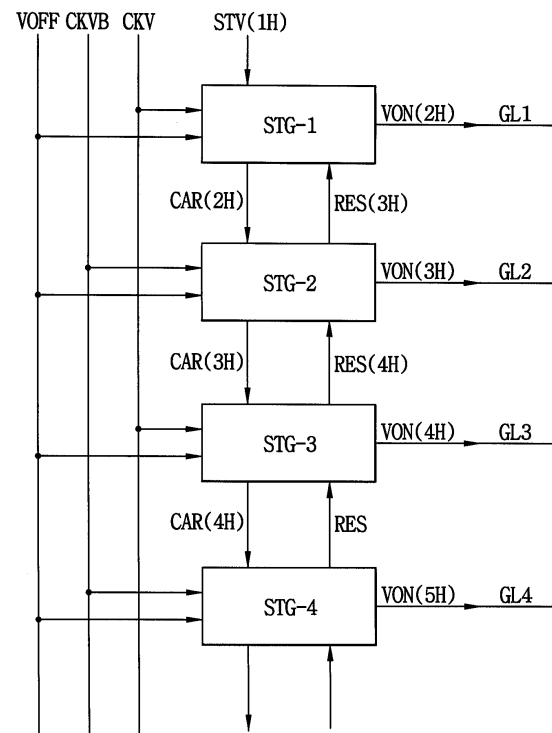 VOFF CKVB CKV STV(1H)
STG-1 VON(2H) GL1
CAR(2H) RES(3H)
STG-2 VON(3H) GL2
CAR(3H) RES(4H)
STG-3 VON(4H) GL3
CAR(4H) RES
STG-4 VON(5H) GL4